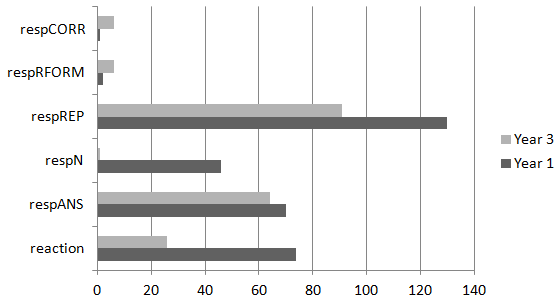 respCORR
respRFORM
respREP
respN
respANS
reaction
0 20 40 60 80 100 120 140
Year 3
Year 1